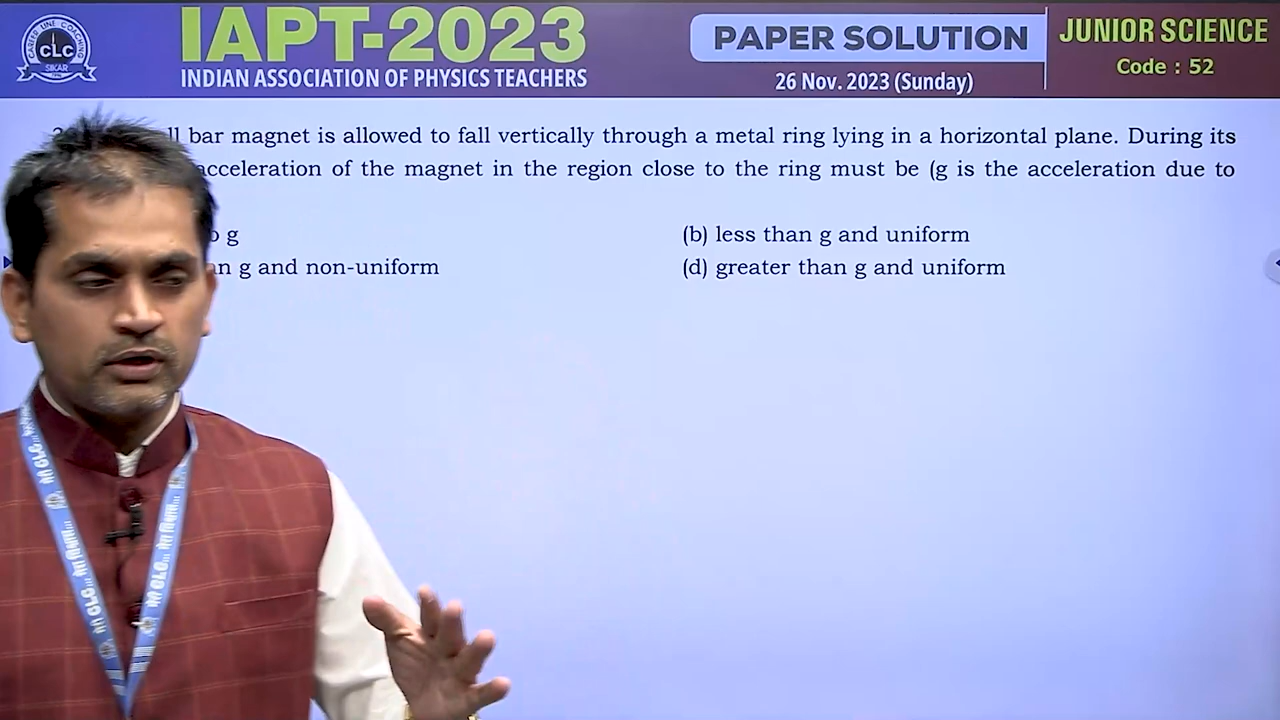 IAPT-2023
INDIAN ASSOCIATION OF PHYSICS TEACHERS
PAPER SOLUTION
26 Nov. 2023 (Sunday)
JUNIOR SCIENCE
Code : 52
CAREER LINE COACHING
CLC
SIKAR
bar magnet is allowed to fall vertically through a metal ring lying in a horizontal plane. During its
acceleration of the magnet in the region close to the ring must be (g is the acceleration due to
g
(b) less than g and uniform
g and non-uniform
(d) greater than g and uniform